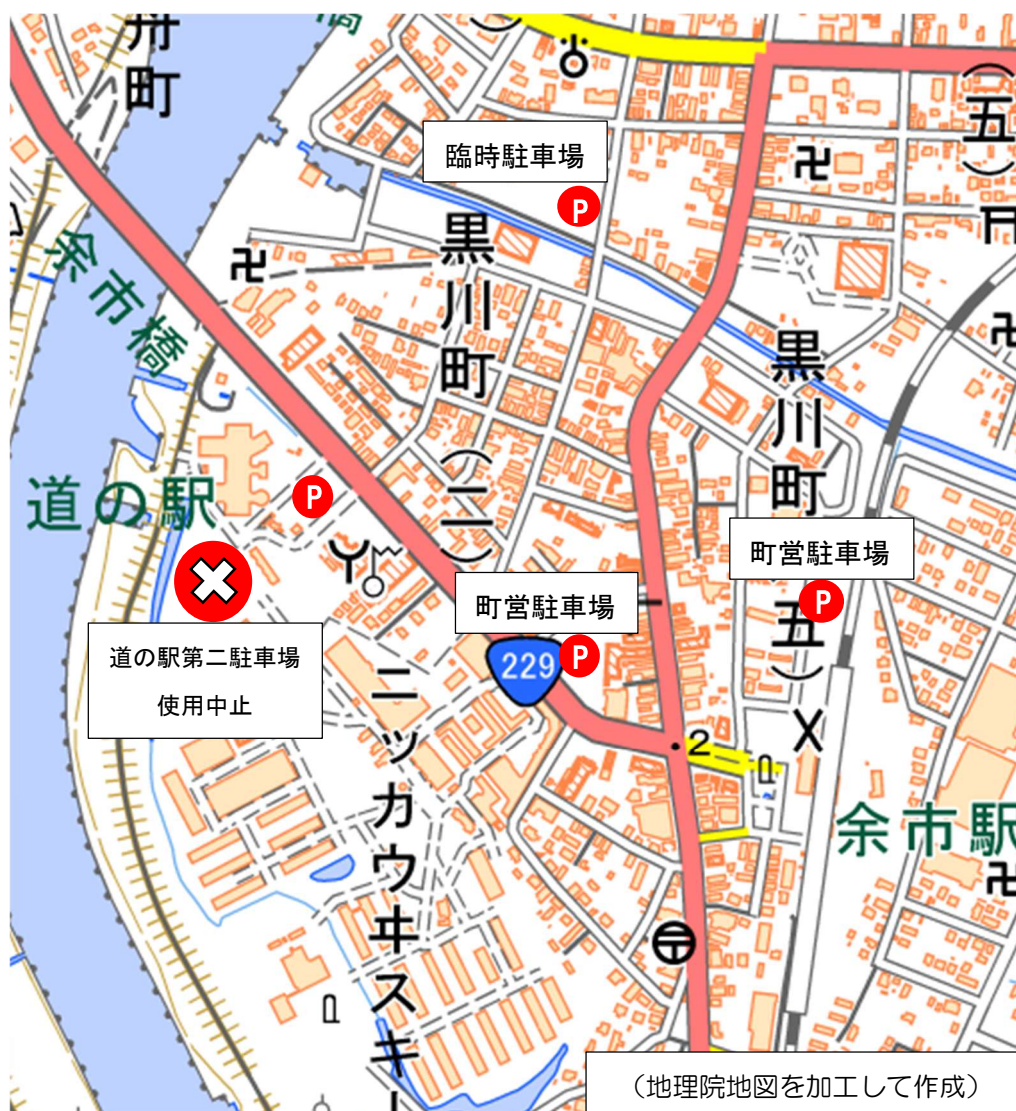 舟町
橋
(五)
臨時駐車場
P
黒川町(二)
余市橋
黒川町(五)
道の駅
P
町営駐車場
P
町営駐車場
P
229
道の駅第二駐車場
使用中止
2
ニッカウヰスキー
余市駅
(地理院地図を加工して作成)